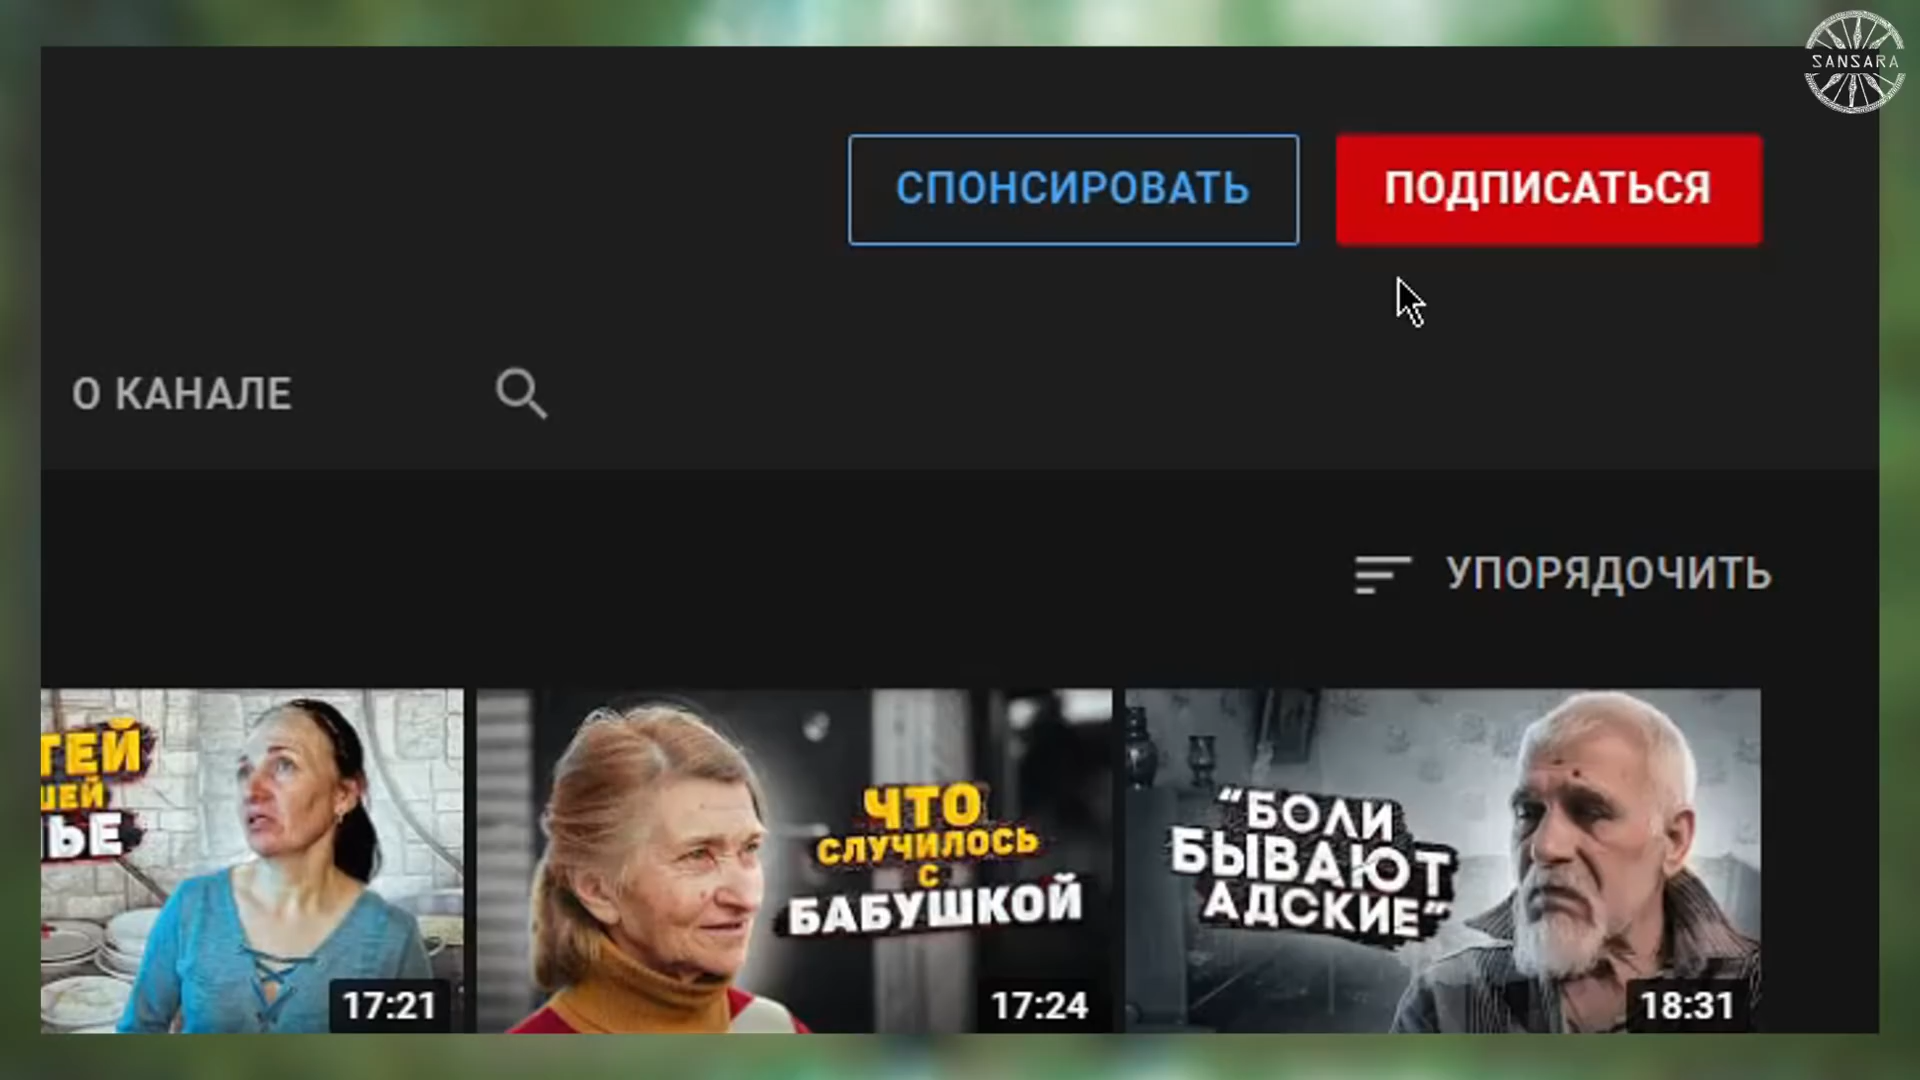 SANSARA
СПОНСИРОВАТЬ
ПОДПИСАТЬСЯ
О КАНАЛЕ
УПОРЯДОЧИТЬ
ТЕЙ
ШЕЙ
ЬЕ
17:21
ЧТО
СЛУЧИЛОСЬ
С
БАБУШКОЙ
17:24
“БОЛИ
БЫВАЮТ
АДСКИЕ”
18:31